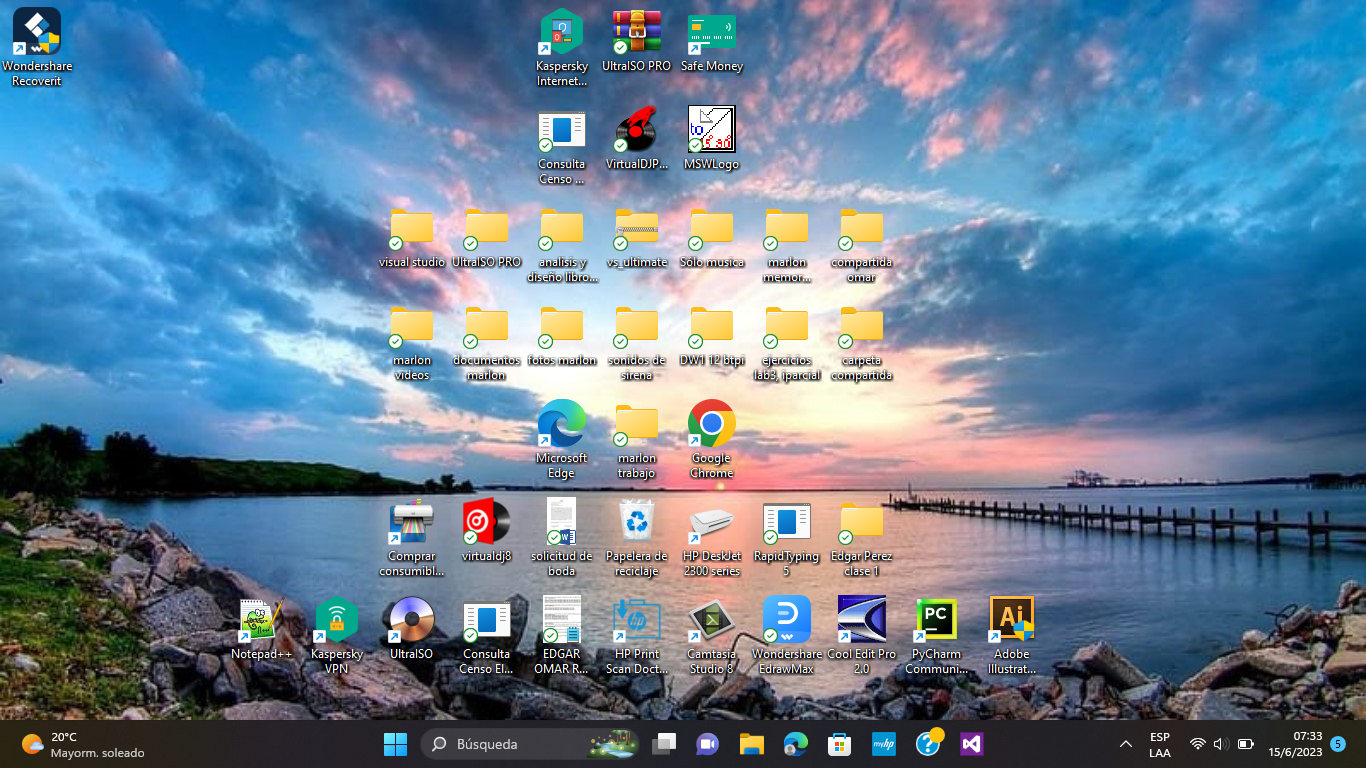 Wondershare
Recoverit
Kaspersky
Internet...
UltraISO PRO
Safe Money
Consulta
Censo ...
VirtualDJP...
MSWLogo
visual studio
UltraISO PRO
analisis y
diseño libro...
vs_ultimate
Sólo musica
marlon
memor...
compartida
omar
marlon
videos
documentos
marlon
fotos marlon
sonidos de
sirena
DW1 12 btpi
ejercicios
lab3, iparcial
carpeta
compartida
Microsoft
Edge
marlon
trabajo
Google
Chrome
Comprar
consumibl...
virtualdj8
solicitud de
boda
Papelera de
reciclaje
HP DeskJet
2300 series
RapidTyping
5
Edgar Perez
clase 1
Notepad++
Kaspersky
VPN
UltraISO
Consulta
Censo El...
EDGAR
OMAR R...
HP Print
Scan Doct...
Camtasia
Studio 8
Wondershare
EdrawMax
Cool Edit Pro
2.0
PC
PyCharm
Communi...
Ai
Adobe
Illustrat...
20°C
Mayorm. soleado
Búsqueda
myhp
ESP
LAA
07:33
15/6/2023
5